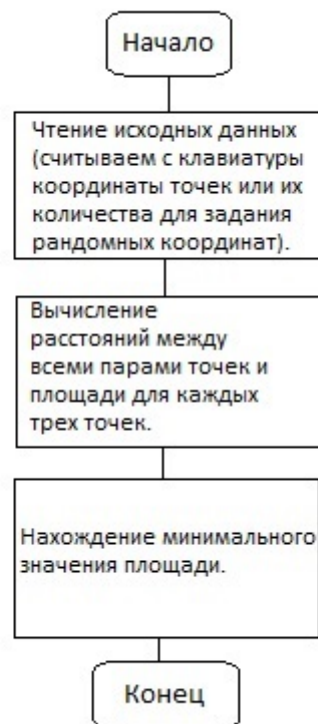 Начало
Чтение исходных данных
(считываем с клавиатуры
координаты точек или их
количества для задания
рандомных координат).
Вычисление
расстояний между
всеми парами точек и
площади для каждых
трех точек.
Нахождение минимального
значения площади.
Конец